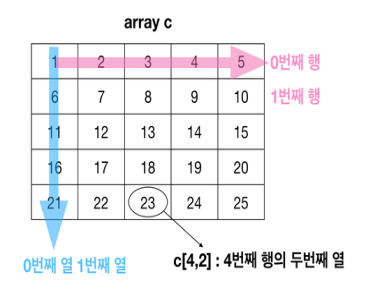 array c
1 2 3 4 5 0번째 행
6 7 8 9 10 1번째 행
11 12 13 14 15
16 17 18 19 20
21 22 23 24 25
0번째 열 1번째 열
c[4,2] : 4번째 행의 두번째 열